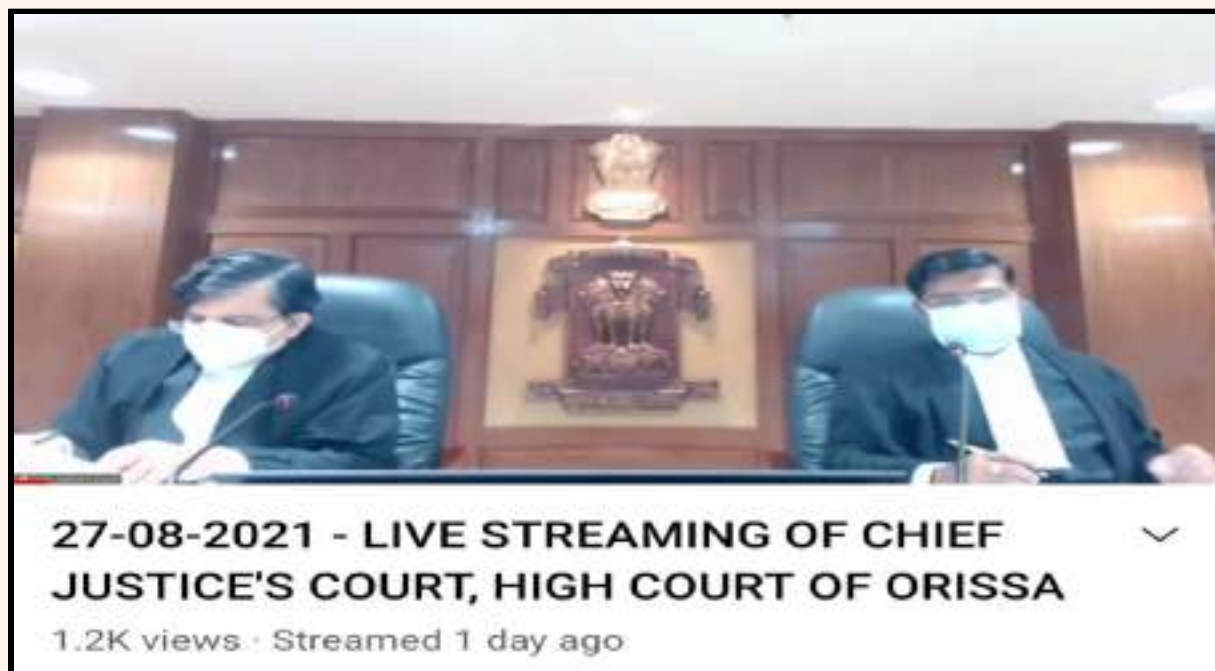 27-08-2021 - LIVE STREAMING OF CHIEF
JUSTICE'S COURT, HIGH COURT OF ORISSA
1.2K views · Streamed 1 day ago